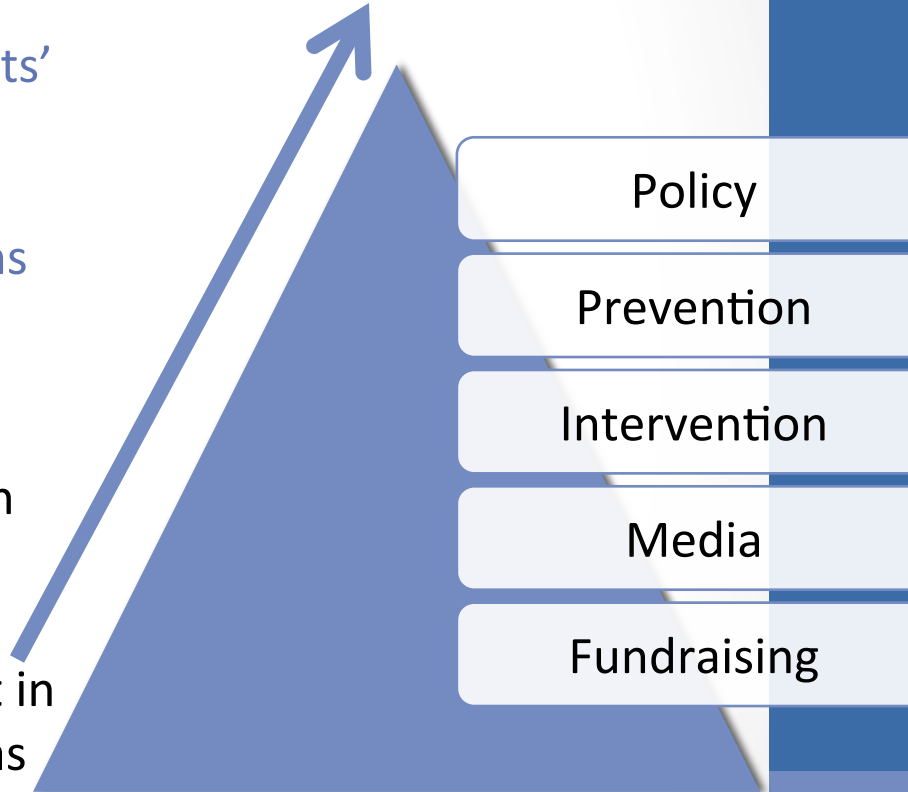 ts’
Policy
ns
Prevention
Intervention
n
Media
Fundraising
t in
ns